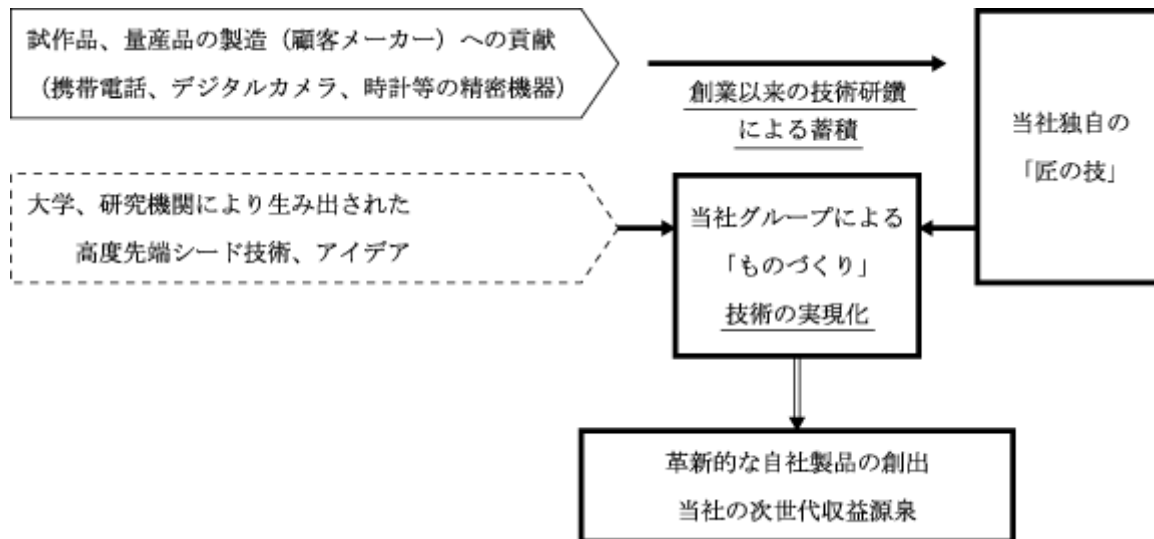 試作品、量産品の製造（顧客メーカー）への貢献
（携帯電話、デジタルカメラ、時計等の精密機器）
創業以来の技術研鑽
による蓄積
当社独自の
「匠の技」
大学、研究機関により生み出された
高度先端シード技術、アイデア
当社グループによる
「ものづくり」
技術の実現化
革新的な自社製品の創出
当社の次世代収益源泉